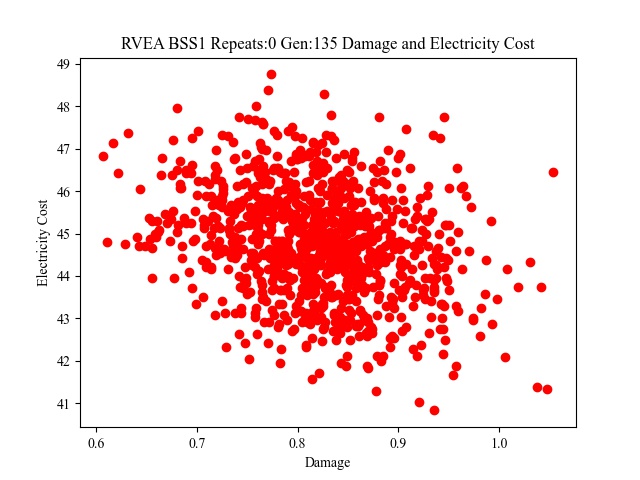 RVEA BSS1 Repeats:0 Gen:135 Damage and Electricity Cost
49
48
47
46
45
44
43
42
41
Electricity Cost
0.6 0.7 0.8 0.9 1.0
Damage